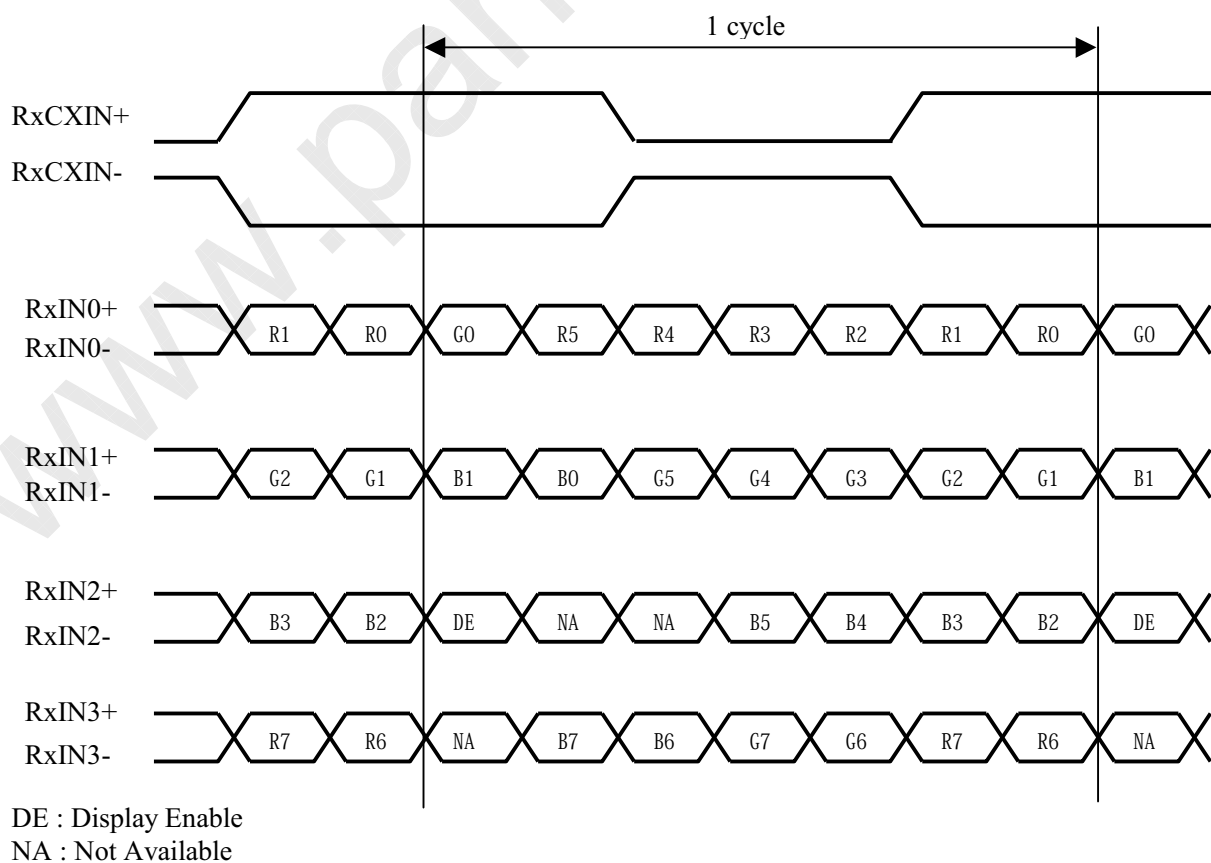 1 cycle
RxCXIN+
RxCXIN-
RxIN0+
RxIN0-
R1 R0 G0 R5 R4 R3 R2 R1 R0 G0
RxIN1+
RxIN1-
G2 G1 B1 B0 G5 G4 G3 G2 G1 B1
RxIN2+
RxIN2-
B3 B2 DE NA NA B5 B4 B3 B2 DE
RxIN3+
RxIN3-
R7 R6 NA B7 B6 G7 G6 R7 R6 NA
DE : Display Enable
NA : Not Available
www.pan